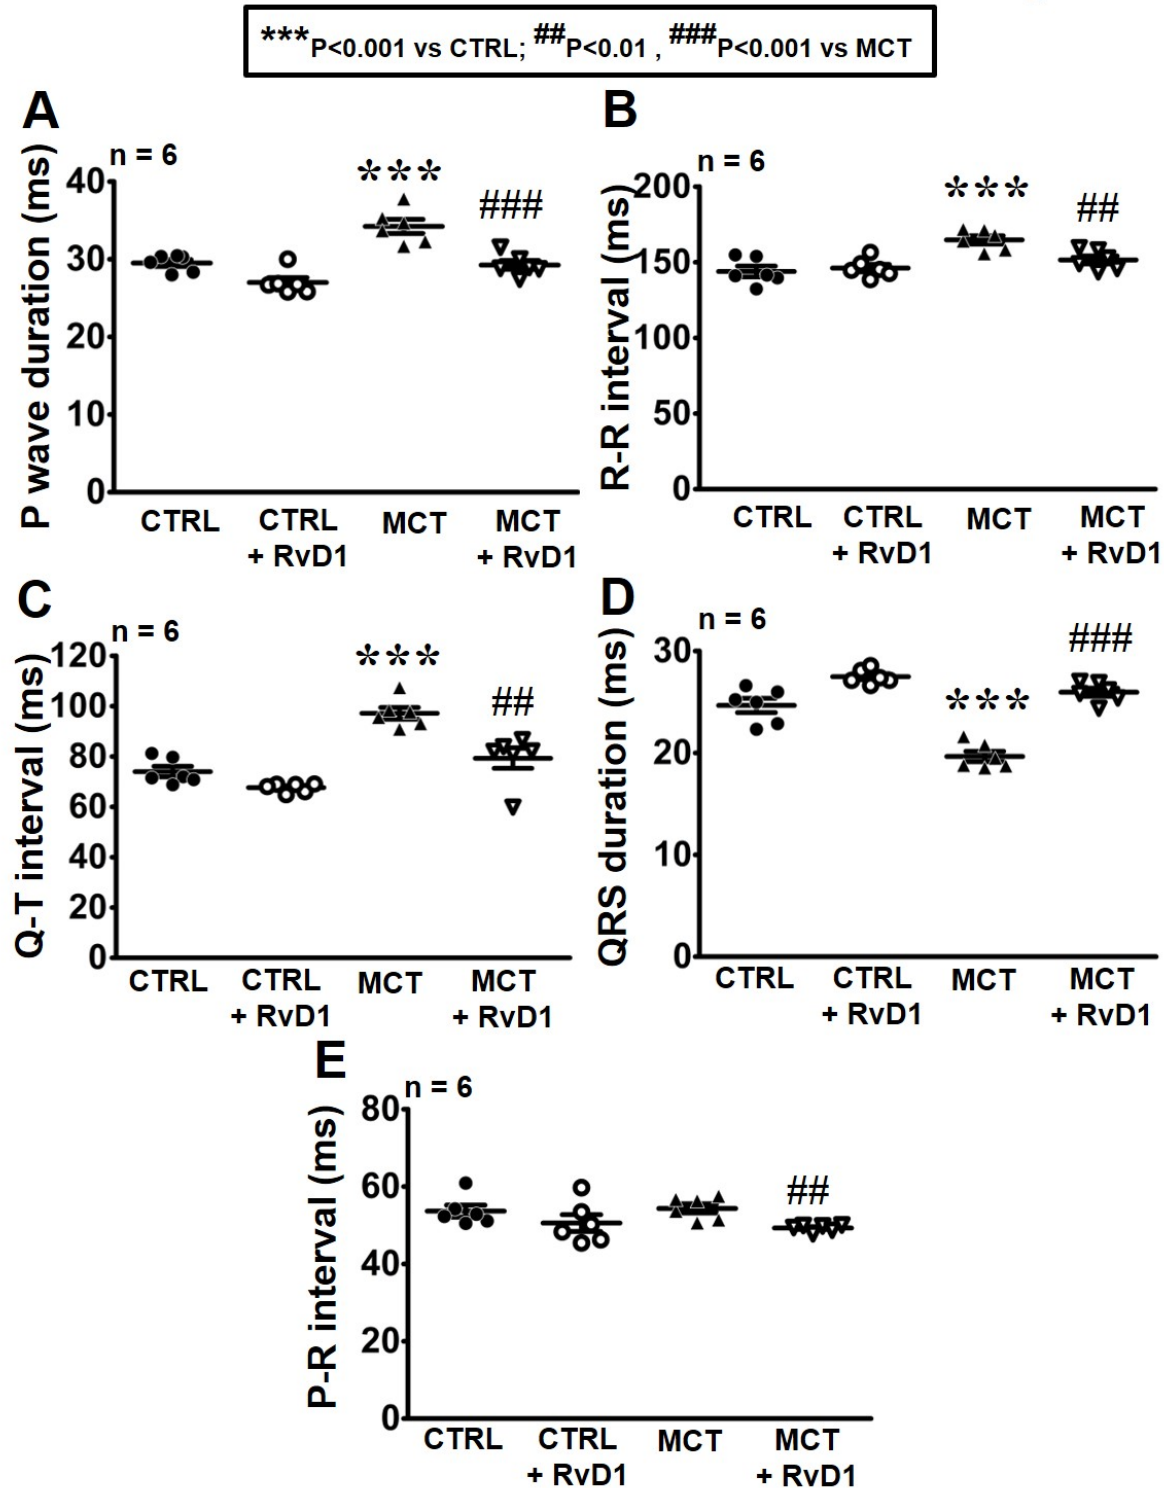 ***P<0.001 vs CTRL; ##P<0.01 , ###P<0.001 vs MCT
A
n = 6
P wave duration (ms)
40
30
20
10
0
***
###
CTRL
CTRL
+ RvD1
MCT
MCT
+ RvD1
B
n = 6
R-R interval (ms)
200
150
100
50
0
***
##
CTRL
CTRL
+ RvD1
MCT
MCT
+ RvD1
C
n = 6
Q-T interval (ms)
120
100
80
60
40
20
0
***
##
CTRL
CTRL
+ RvD1
MCT
MCT
+ RvD1
D
n = 6
QRS duration (ms)
30
20
10
0
***
###
CTRL
CTRL
+ RvD1
MCT
MCT
+ RvD1
E
n = 6
P-R interval (ms)
80
60
40
20
0
##
CTRL
CTRL
+ RvD1
MCT
MCT
+ RvD1